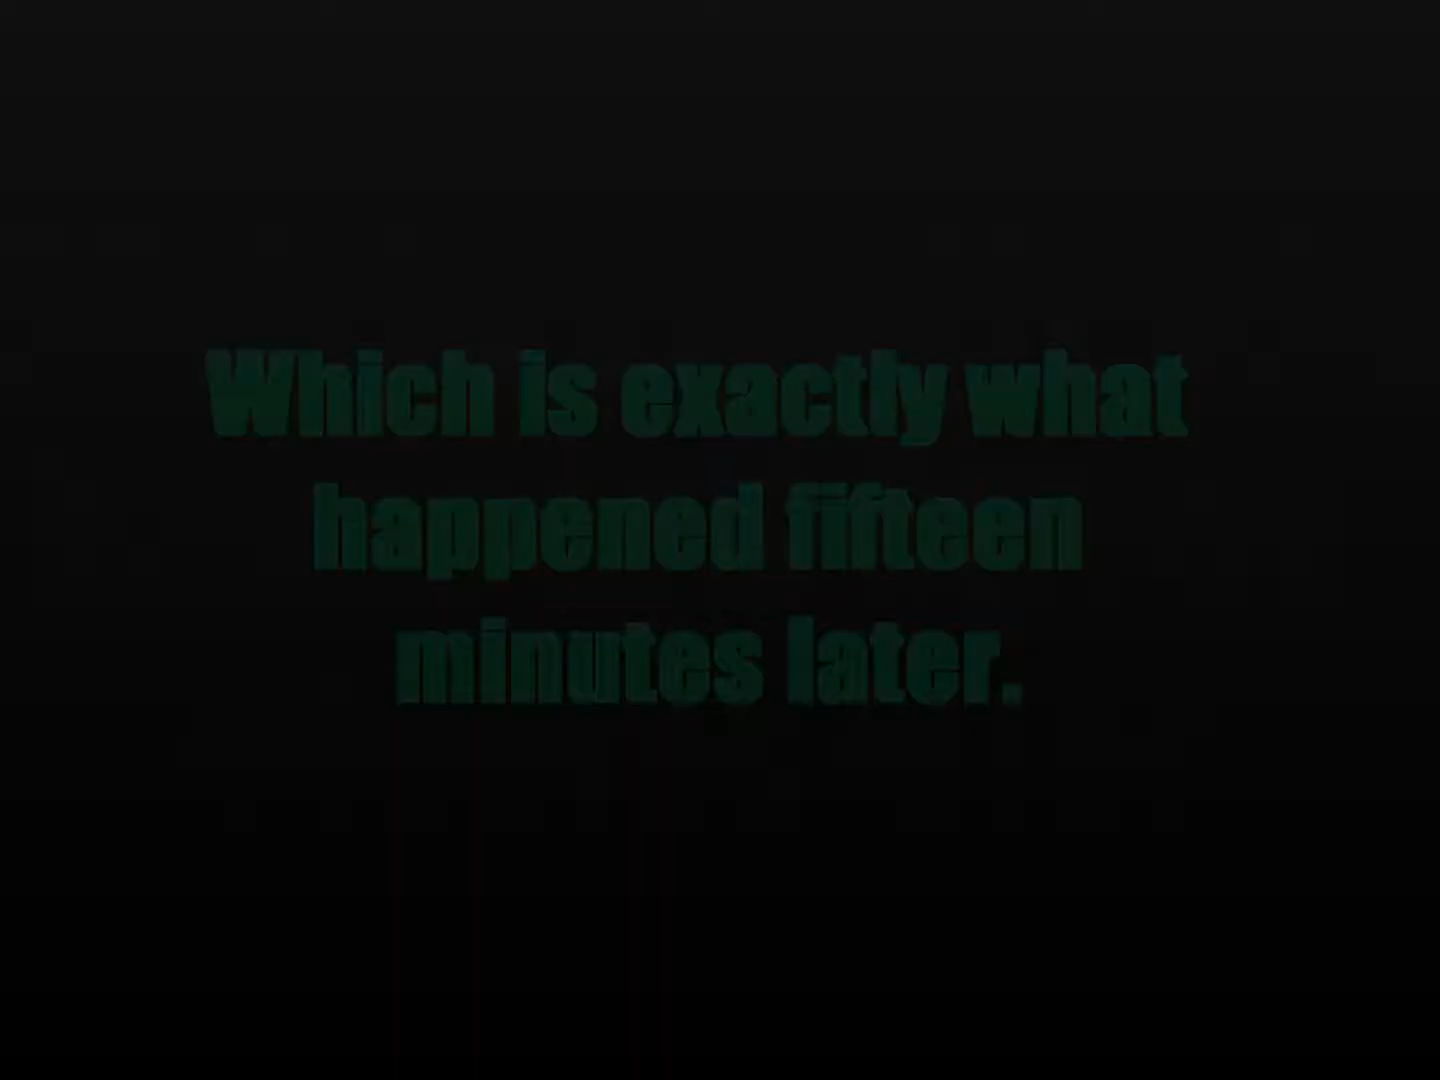 Which is exactly what
happened fifteen
minutes later.